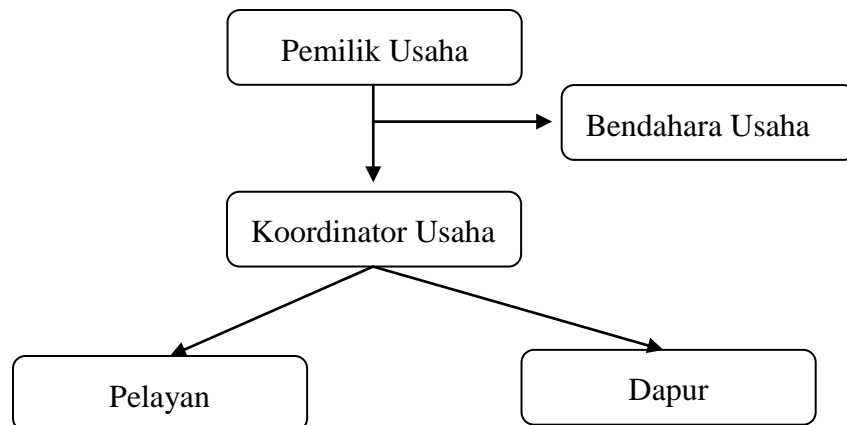 Pemilik Usaha
Bendahara Usaha
Koordinator Usaha
Pelayan
Dapur